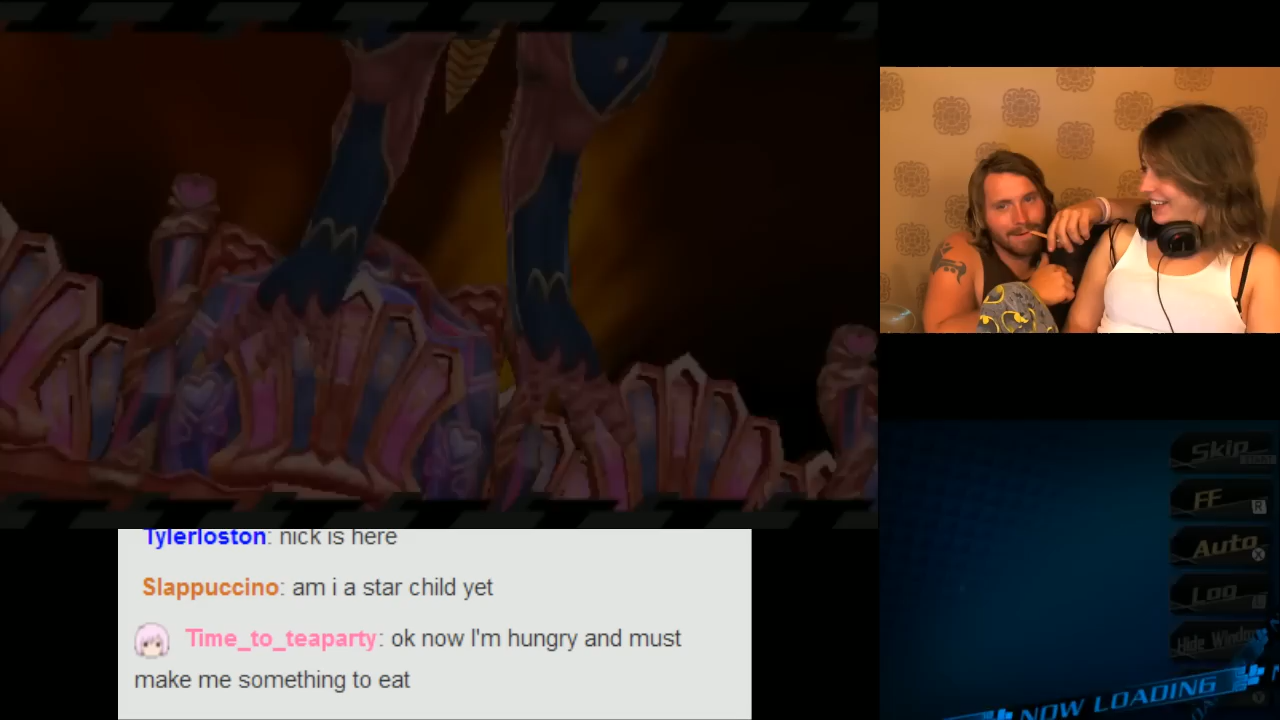 Tylerloston: nick is here
Slappuccino: am i a star child yet
Time_to_teaparty: ok now I'm hungry and must
make me something to eat
Skip
START
FF
R
Auto
X
Log
L
Hide Window
Y
NOW LOADING